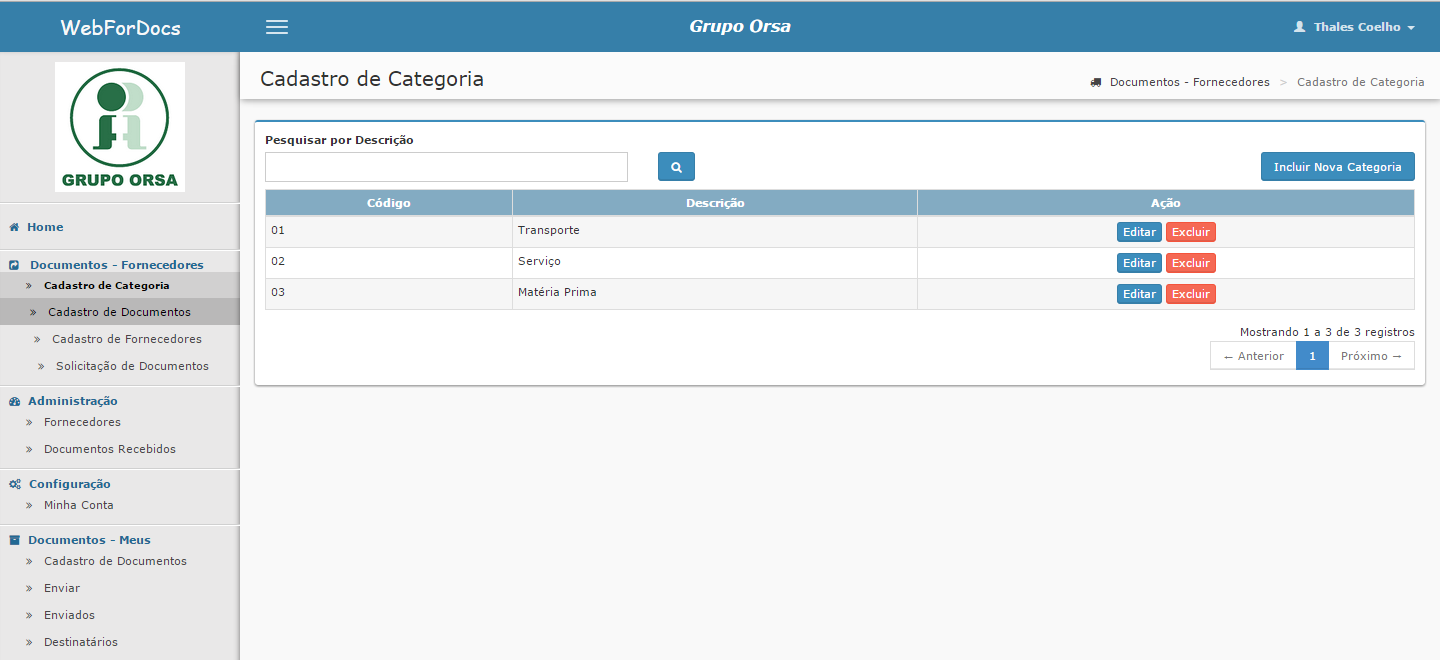 WebForDocs
Grupo Orsa
Thales Coelho
GRUPO ORSA
Home
Documentos - Fornecedores
» Cadastro de Categoria
» Cadastro de Documentos
» Cadastro de Fornecedores
» Solicitação de Documentos
Administração
» Fornecedores
» Documentos Recebidos
Configuração
» Minha Conta
Documentos - Meus
» Cadastro de Documentos
» Enviar
» Enviados
» Destinatários
Cadastro de Categoria
Documentos - Fornecedores > Cadastro de Categoria
Pesquisar por Descrição
Incluir Nova Categoria
Código Descrição Ação
01 Transporte Editar Excluir
02 Serviço Editar Excluir
03 Matéria Prima Editar Excluir
Mostrando 1 a 3 de 3 registros
← Anterior 1 Próximo →